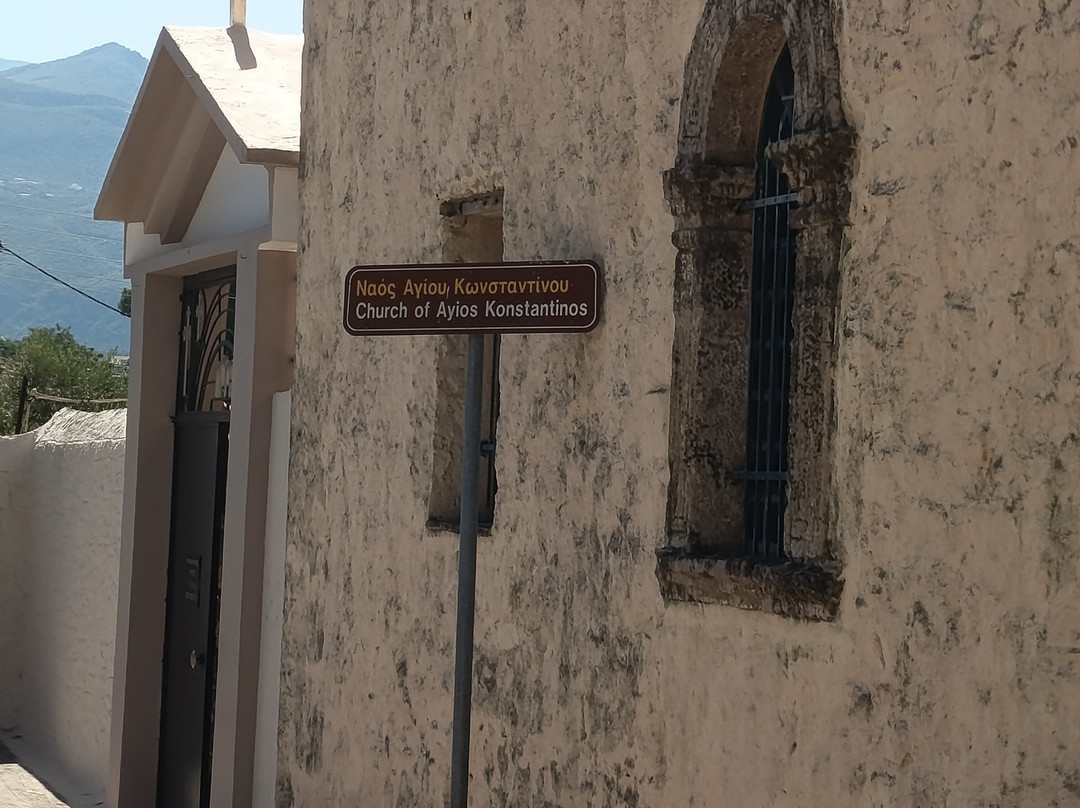 Ναός Αγίου Κωνσταντίνου
Church of Ayios Konstantinos